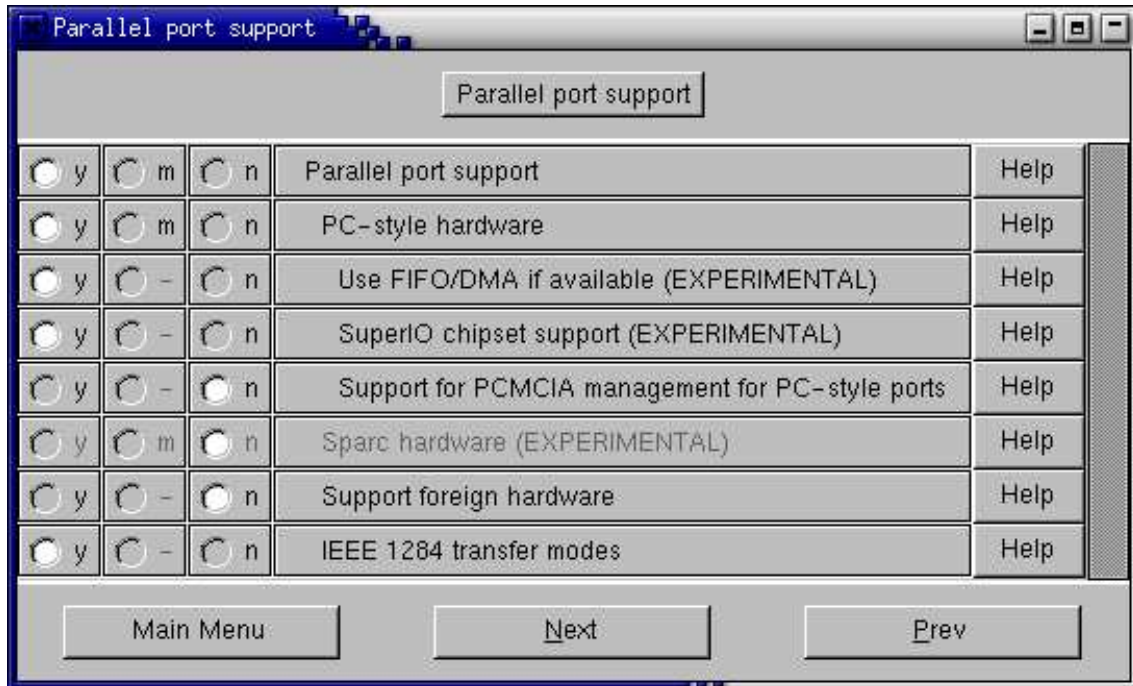 Parallel port support
Parallel port support
y m n Parallel port support Help
y m n PC-style hardware Help
y - n Use FIFO/DMA if available (EXPERIMENTAL) Help
y - n SuperIO chipset support (EXPERIMENTAL) Help
y - n Support for PCMCIA management for PC-style ports Help
y m n Sparc hardware (EXPERIMENTAL) Help
y - n Support foreign hardware Help
y - n IEEE 1284 transfer modes Help
Main Menu Next Prev